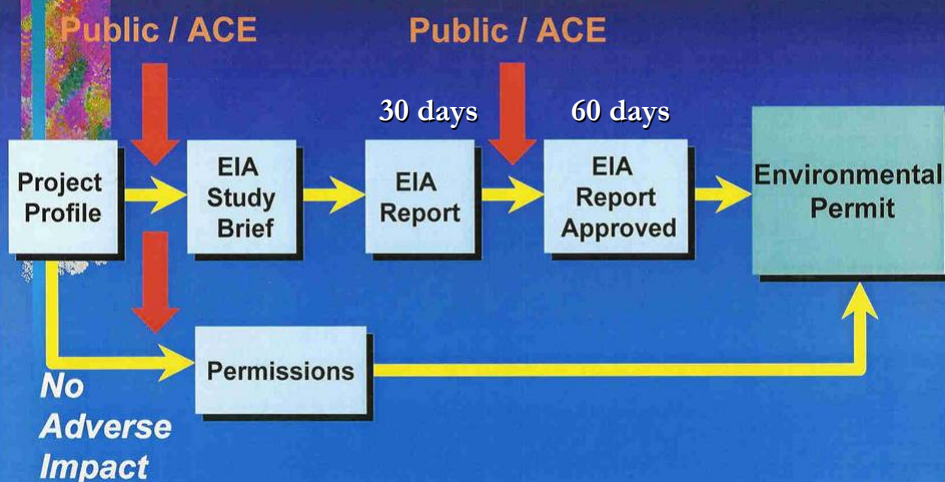 Public / ACE
Public / ACE
30 days
60 days
Project
Profile
EIA
Study
Brief
EIA
Report
EIA
Report
Approved
Environmental
Permit
Permissions
No
Adverse
Impact